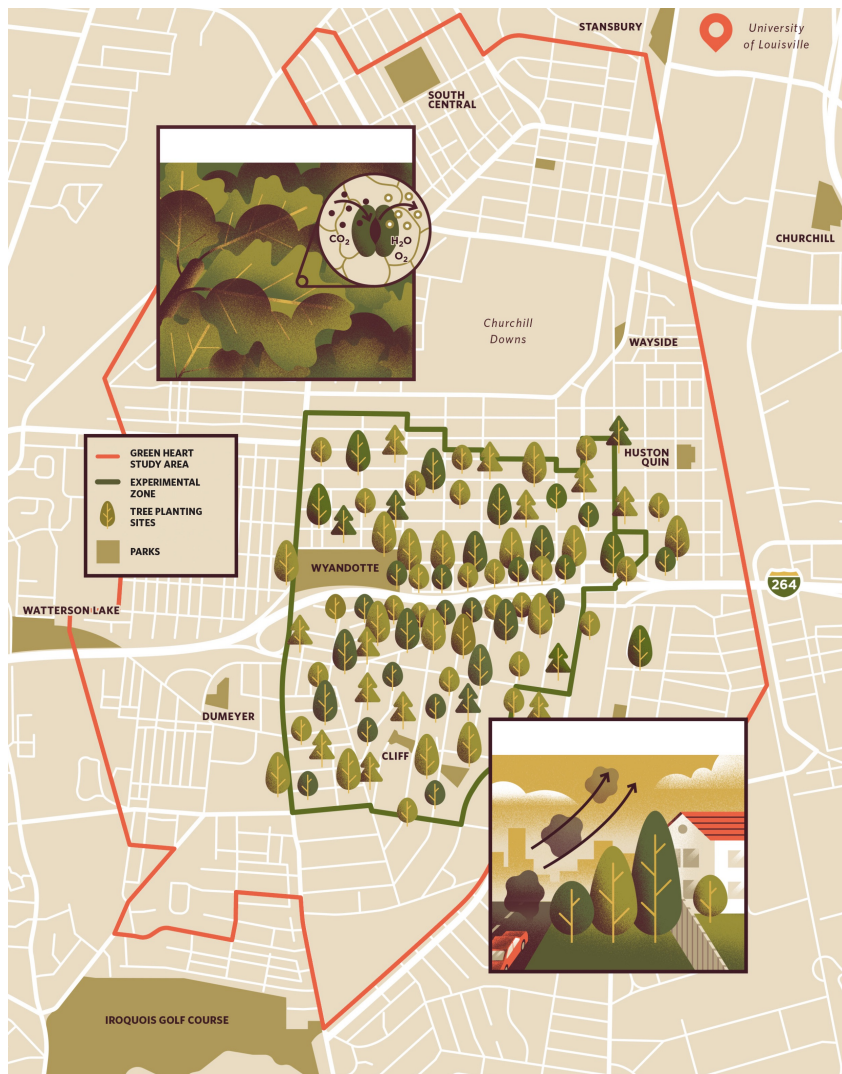 STANSBURY
University
of Louisville
SOUTH
CENTRAL
CO2
H2O
O2
CHURCHILL
Churchill
Downs
WAYSIDE
GREEN HEART
STUDY AREA
EXPERIMENTAL
ZONE
TREE PLANTING
SITES
PARKS
HUSTON
QUIN
WYANDOTTE
264
WATTERSON LAKE
DUMEYER
CLIFF
IROQUOIS GOLF COURSE